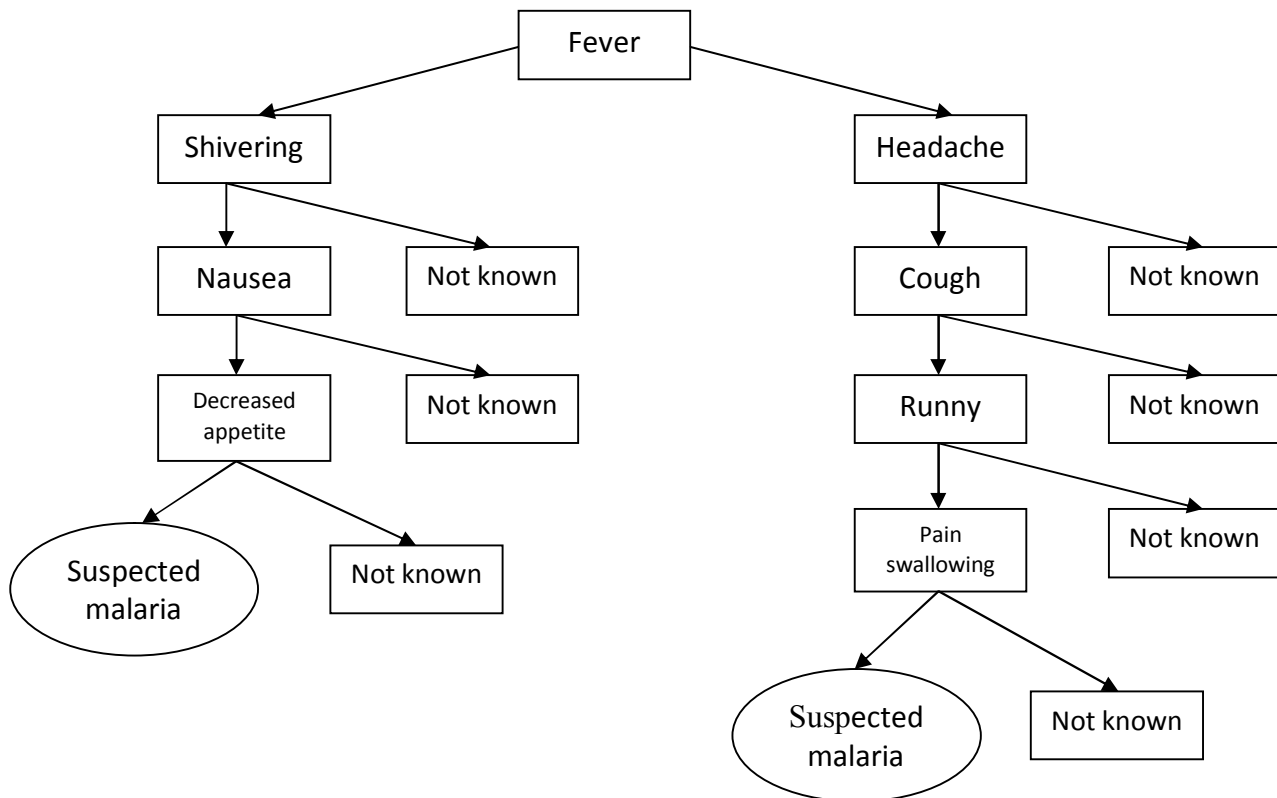 Fever
Shivering
Headache
Nausea
Not known
Cough
Not known
Decreased
appetite
Not known
Runny
Not known
Suspected
malaria
Not known
Pain
swallowing
Not known
Suspected
malaria
Not known